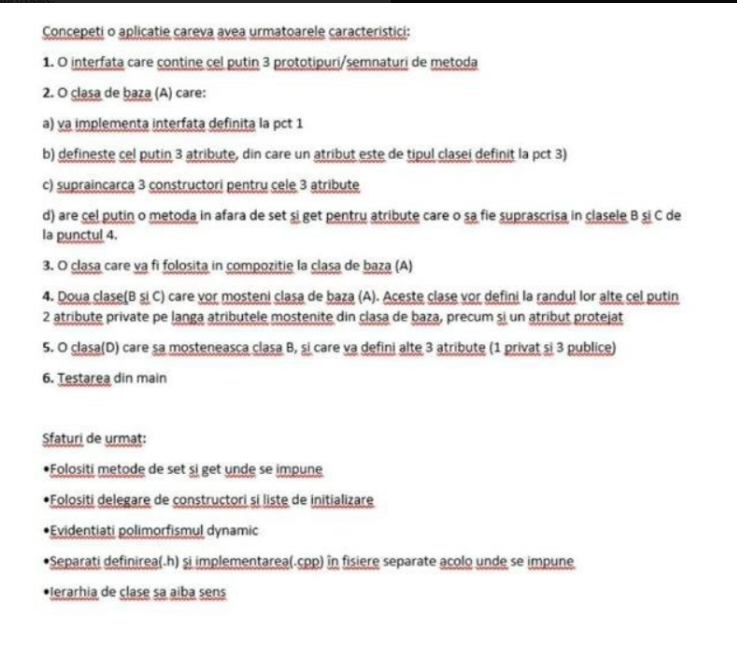 Concepeti o aplicatie careva avea urmatoarele caracteristici:
1. O interfata care contine cel putin 3 prototipuri/semnaturi de metoda
2. O clasa de baza (A) care:
a) va implementa interfata definita la pct 1
b) defineste cel putin 3 atribute, din care un atribut este de tipul clasei definit la pct 3)
c) supraincarca 3 constructori pentru cele 3 atribute
d) are cel putin o metoda in afara de set si get pentru atribute care o sa fie suprascrisa in clasele B si C de
la punctul 4.
3. O clasa care va fi folosita in compozitie la clasa de baza (A)
4. Doua clase(B si C) care vor mosteni clasa de baza (A). Aceste clase vor defini la randul lor alte cel putin
2 atribute private pe langa atributele mostenite din clasa de baza, precum si un atribut protejat
5. O clasa(D) care sa mosteneasca clasa B, si care va defini alte 3 atribute (1 privat si 3 publice)
6. Testarea din main
Sfaturi de urmat:
•Folositi metode de set si get unde se impune
•Folositi delegare de constructori si liste de initializare
•Evidentiati polimorfismul dynamic
•Separati definirea(.h) si implementarea(.cpp) în fisiere separate acolo unde se impune
•Ierarhia de clase sa aiba sens